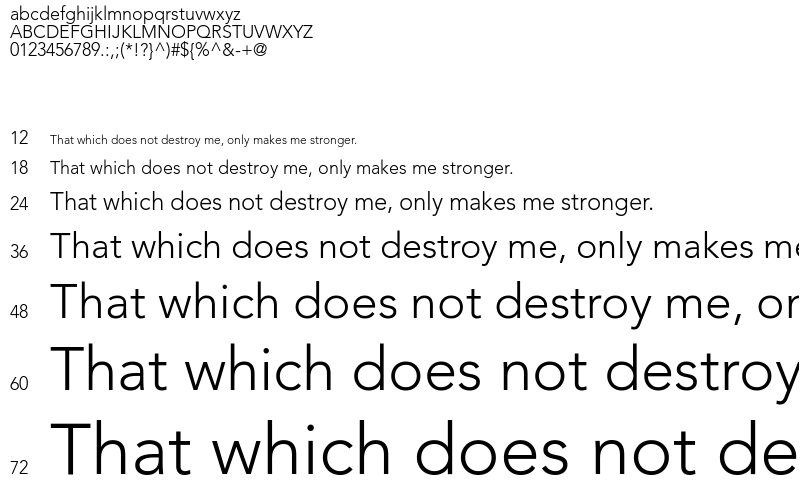 abcdefghijklmnopqrstuvwxyz
ABCDEFGHIJKLMNOPQRSTUVWXYZ
0123456789.:,;(*!?}^)#${%^&-+@
12 That which does not destroy me, only makes me stronger.
18 That which does not destroy me, only makes me stronger.
24 That which does not destroy me, only makes me stronger.
36 That which does not destroy me, only makes me
48 That which does not destroy me, or
60 That which does not destroy
72 That which does not de